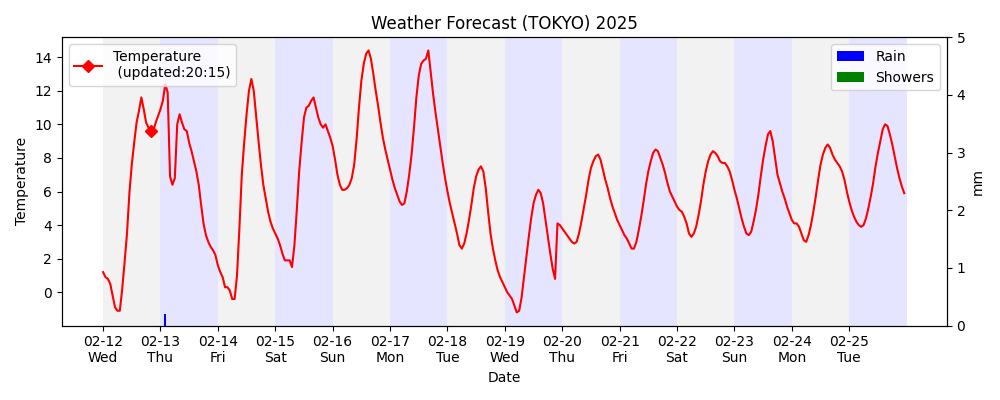 Weather Forecast (TOKYO) 2025
Temperature
(updated:20:15)
Rain
Showers
Temperature
14
12
10
8
6
4
2
0
5
4
3
2
1
0
mm
02-12 02-13 02-14 02-15 02-16 02-17 02-18 02-19 02-20 02-21 02-22 02-23 02-24 02-25
Wed Thu Fri Sat Sun Mon Tue Wed Thu Fri Sat Sun Mon Tue
Date